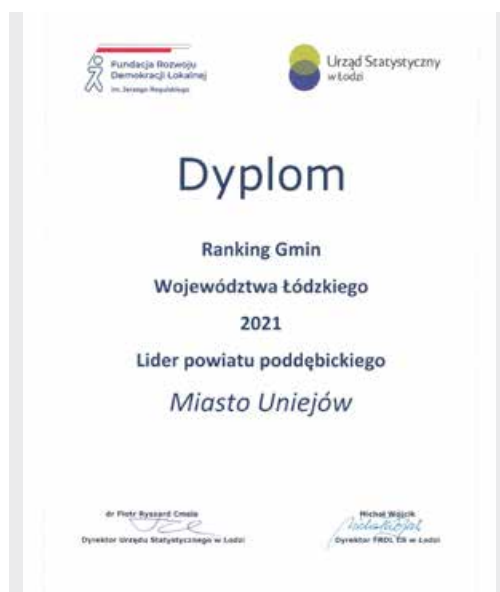 Fundacja Rozwoju
Demokracji Lokalnej
im. Jerzego Regulskiego
Urząd Statystyczny
w Łodzi
Dyplom
Ranking Gmin
Województwa Łódzkiego
2021
Lider powiatu poddębickiego
Miasto Uniejów
dr Piotr Ryszard Cmela
Dyrektor Urzędu Statystycznego w Łodzi
Michał Wójcik
Dyrektor FRDL w Łodzi